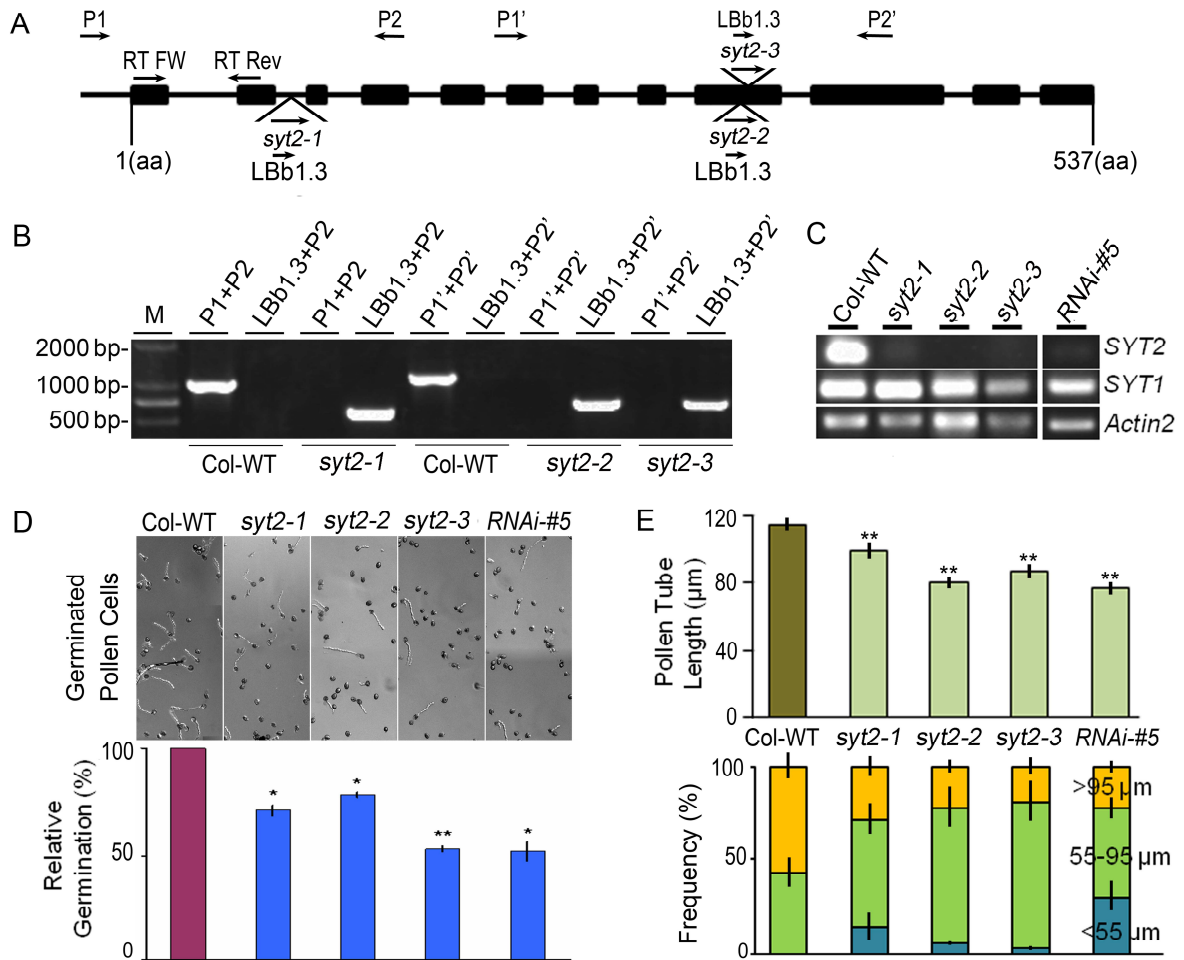 A
P1
P2
P1’
LBb1.3
P2’
RT FW
RT Rev
syt2-3
syt2-1
LBb1.3
syt2-2
LBb1.3
1(aa)
537(aa)
B
M
P1+P2
LBb1.3+P2
P1+P2
LBb1.3+P2
P1’+P2’
LBb1.3+P2’
P1’+P2’
LBb1.3+P2’
P1’+P2’
LBb1.3+P2’
2000 bp-
1000 bp-
500 bp-
Col-WT
syt2-1
Col-WT
syt2-2
syt2-3
C
Col-WT
syt2-1
syt2-2
syt2-3
RNAi-#5
SYT2
SYT1
Actin2
D
Col-WT
syt2-1
syt2-2
syt2-3
RNAi-#5
Germinated
Pollen Cells
Relative
Germination (%)
100
50
0
*
*
**
*
E
Pollen Tube
Length (µm)
120
80
40
0
**
**
**
**
Col-WT
syt2-1
syt2-2
syt2-3
RNAi-#5
Frequency (%)
100
50
0
>95 µm
55-95 µm
<55 µm